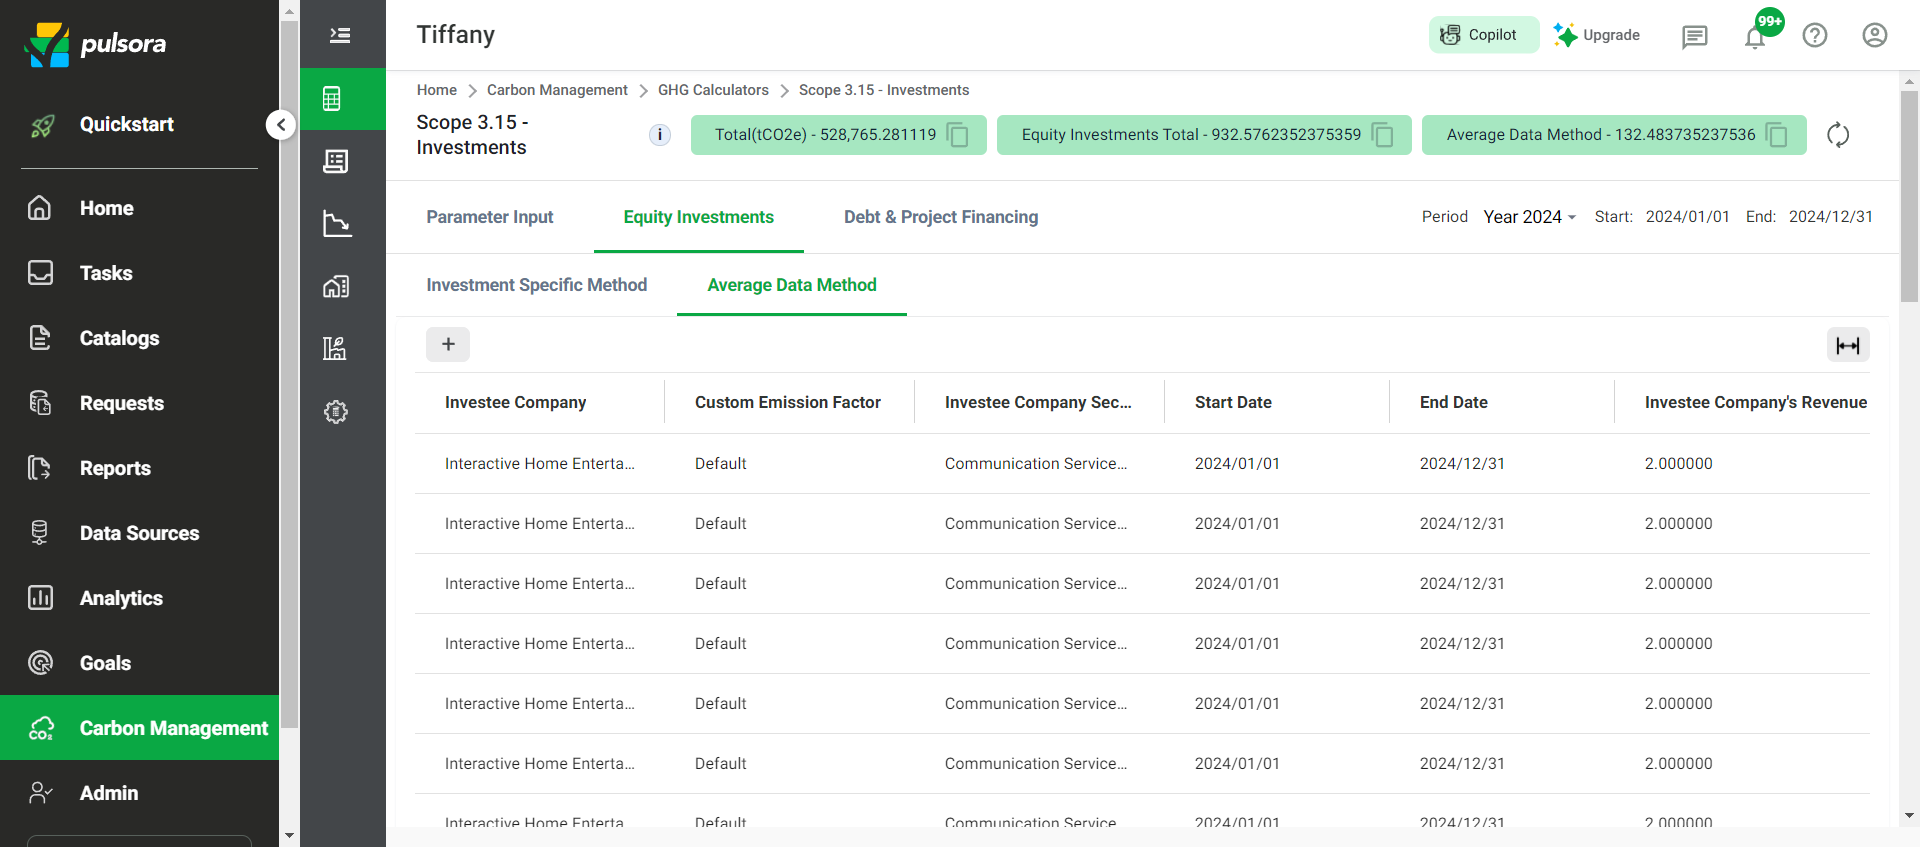 pulsora
Quickstart
Home
Tasks
Catalogs
Requests
Reports
Data Sources
Analytics
Goals
CO₂ Carbon Management
Admin
Tiffany
Copilot
Upgrade
99+
Home > Carbon Management > GHG Calculators > Scope 3.15 - Investments
Scope 3.15 -
Investments
i
Total(tCO2e) - 528,765.281119
Equity Investments Total - 932.5762352375359
Average Data Method - 132.483735237536
Parameter Input Equity Investments Debt & Project Financing
Period Year 2024 Start: 2024/01/01 End: 2024/12/31
Investment Specific Method Average Data Method
+
Investee Company Custom Emission Factor Investee Company Sec... Start Date End Date Investee Company's Revenue
Interactive Home Enterta... Default Communication Service... 2024/01/01 2024/12/31 2.000000
Interactive Home Enterta... Default Communication Service... 2024/01/01 2024/12/31 2.000000
Interactive Home Enterta... Default Communication Service... 2024/01/01 2024/12/31 2.000000
Interactive Home Enterta... Default Communication Service... 2024/01/01 2024/12/31 2.000000
Interactive Home Enterta... Default Communication Service... 2024/01/01 2024/12/31 2.000000
Interactive Home Enterta... Default Communication Service... 2024/01/01 2024/12/31 2.000000
Interactive Home Enterta Default Communication Service 2024/01/01 2024/12/31 2.000000